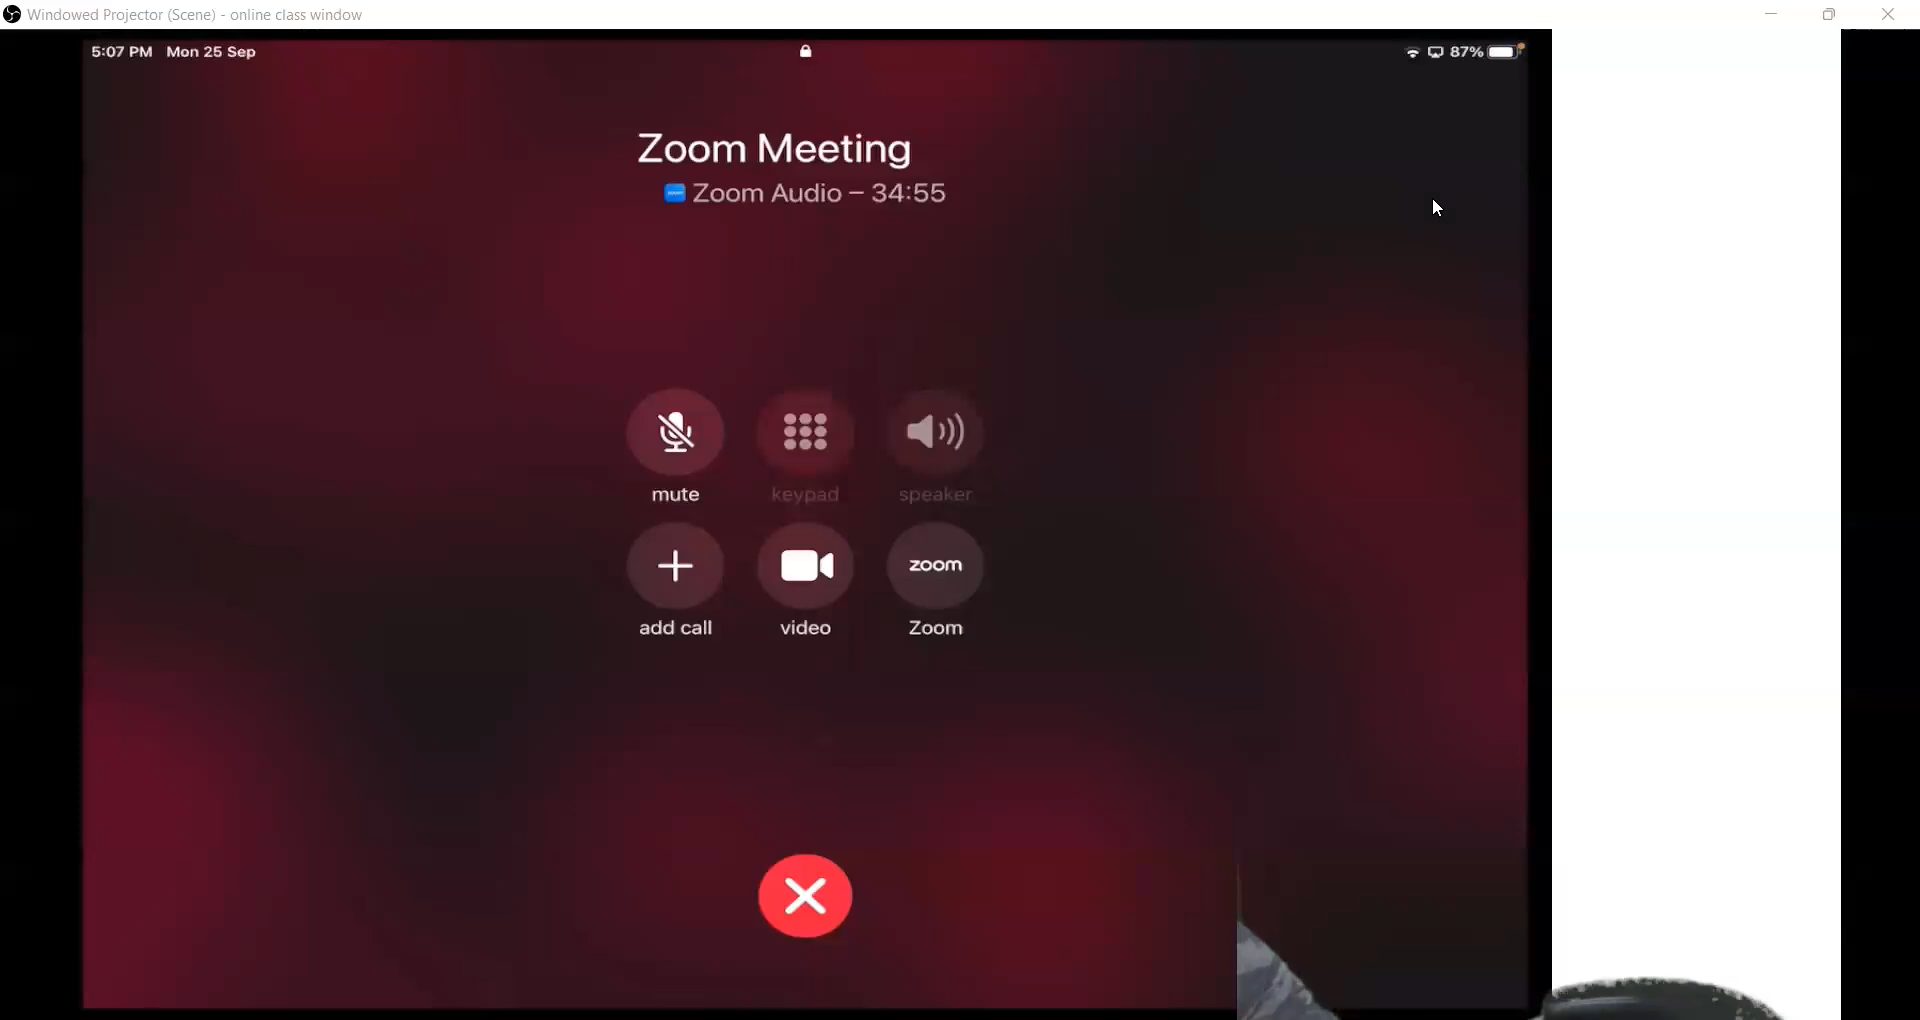 Windowed Projector (Scene) - online class window
5:07 PM Mon 25 Sep
87%
Zoom Meeting
zoom Zoom Audio – 34:55
mute keypad speaker
zoom
add call video Zoom